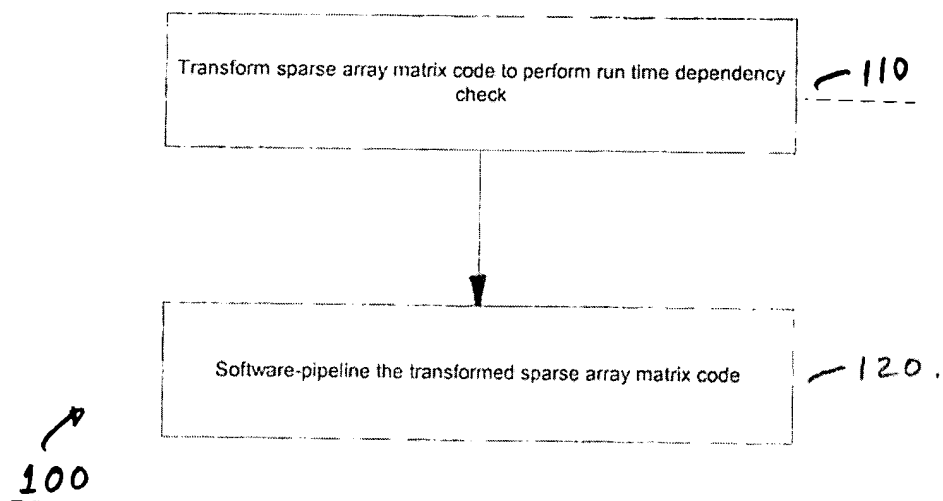 Transform sparse array matrix code to perform run time dependency
check
110
Software-pipeline the transformed sparse array matrix code
120.
100